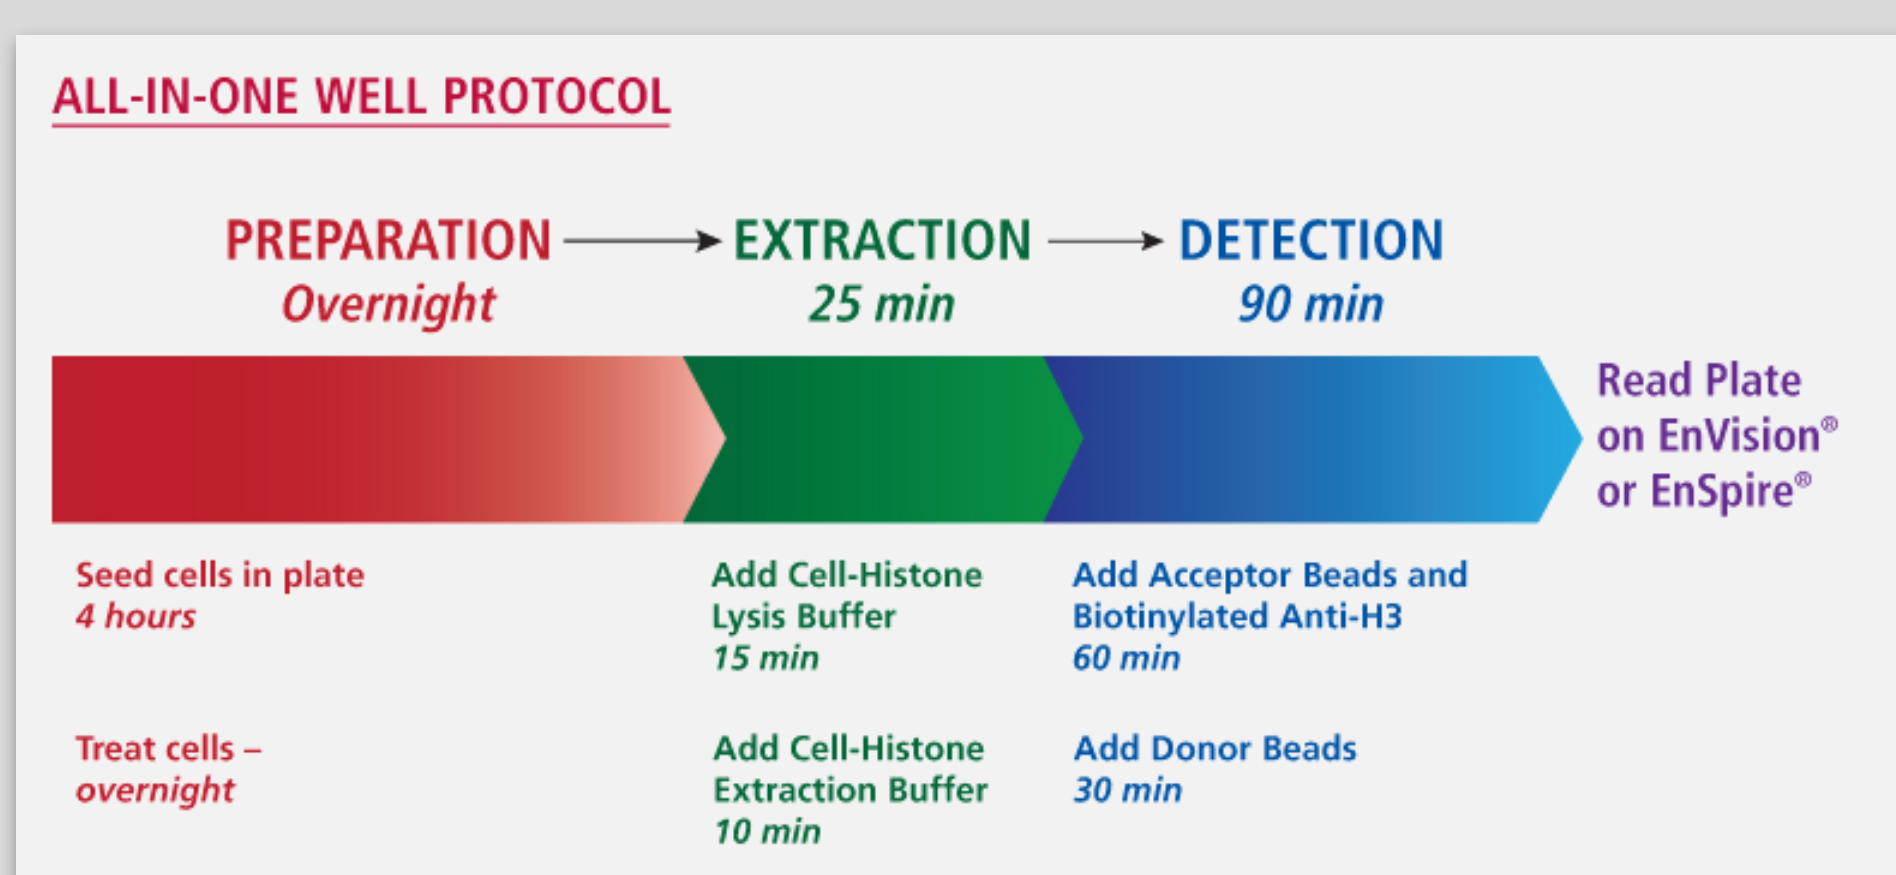 ALL-IN-ONE WELL PROTOCOL
PREPARATION
Overnight
EXTRACTION
25 min
DETECTION
90 min
Read Plate
on EnVision®
or EnSpire®
Seed cells in plate
4 hours
Treat cells –
overnight
Add Cell-Histone
Lysis Buffer
15 min
Add Cell-Histone
Extraction Buffer
10 min
Add Acceptor Beads and
Biotinylated Anti-H3
60 min
Add Donor Beads
30 min